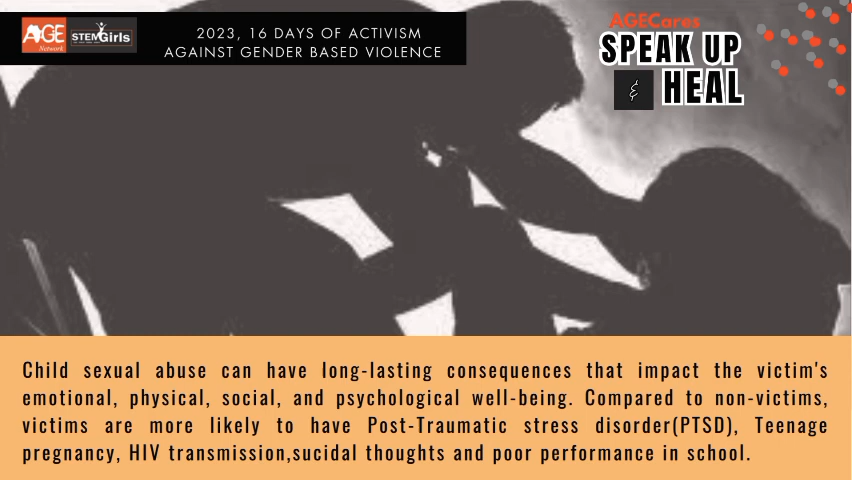 AGE
Network
STEM Girls
2023, 16 DAYS OF ACTIVISM
AGAINST GENDER BASED VIOLENCE
AGECares
SPEAK UP
& HEAL
Child sexual abuse can have long-lasting consequences that impact the victim's
emotional, physical, social, and psychological well-being. Compared to non-victims,
victims are more likely to have Post-Traumatic stress disorder(PTSD), Teenage
pregnancy, HIV transmission,sucidal thoughts and poor performance in school.